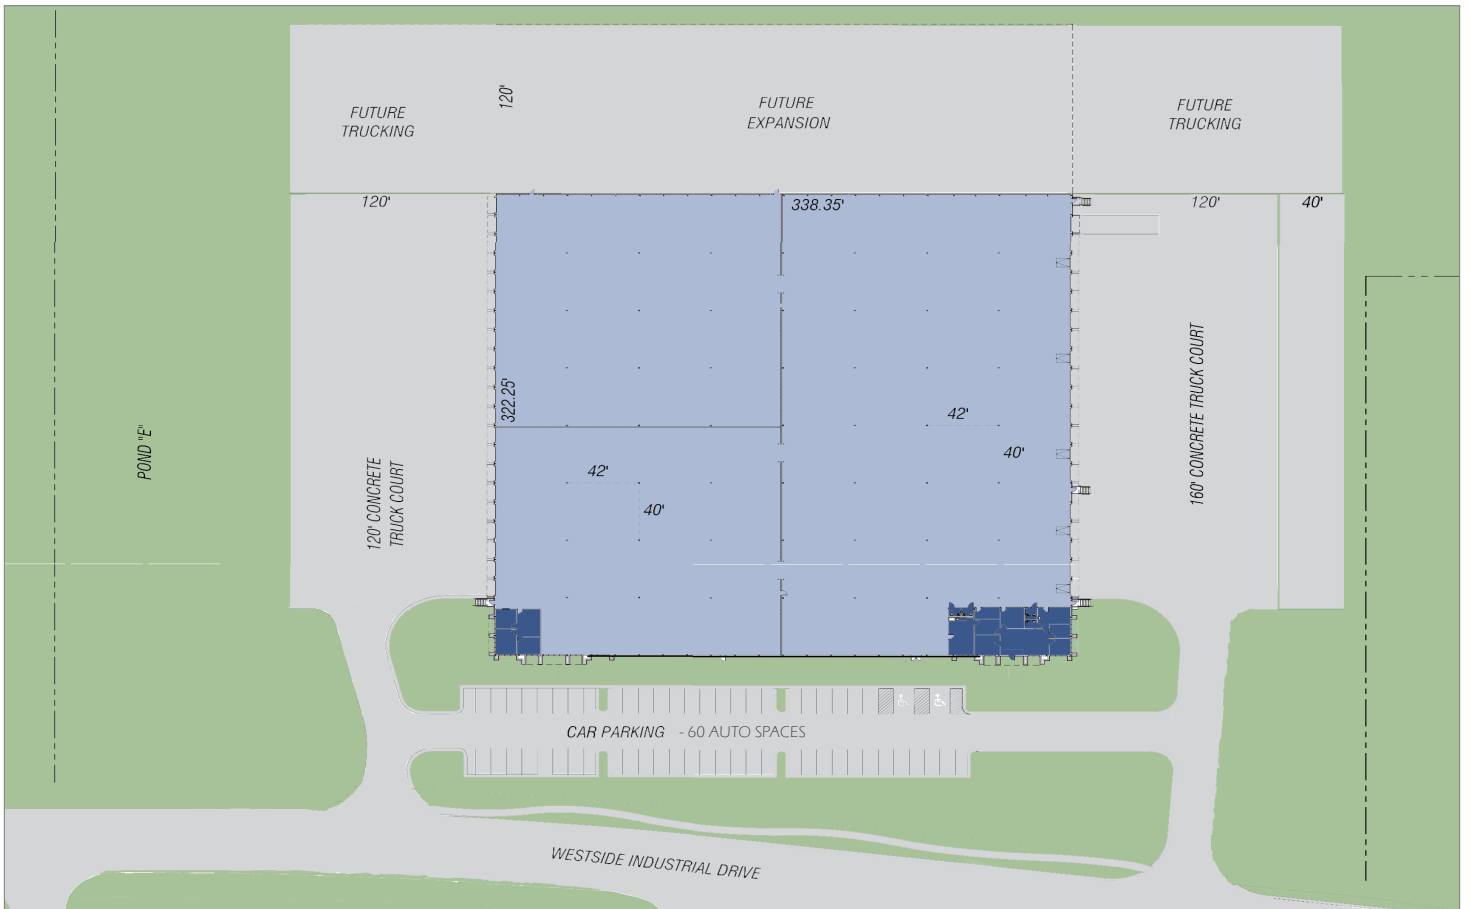 120'
FUTURE
TRUCKING
FUTURE
EXPANSION
FUTURE
TRUCKING
120'
338.35'
120'
40'
322.25'
42'
40'
42'
40'
POND "E"
120' CONCRETE
TRUCK COURT
160' CONCRETE TRUCK COURT
CAR PARKING - 60 AUTO SPACES
WESTSIDE INDUSTRIAL DRIVE